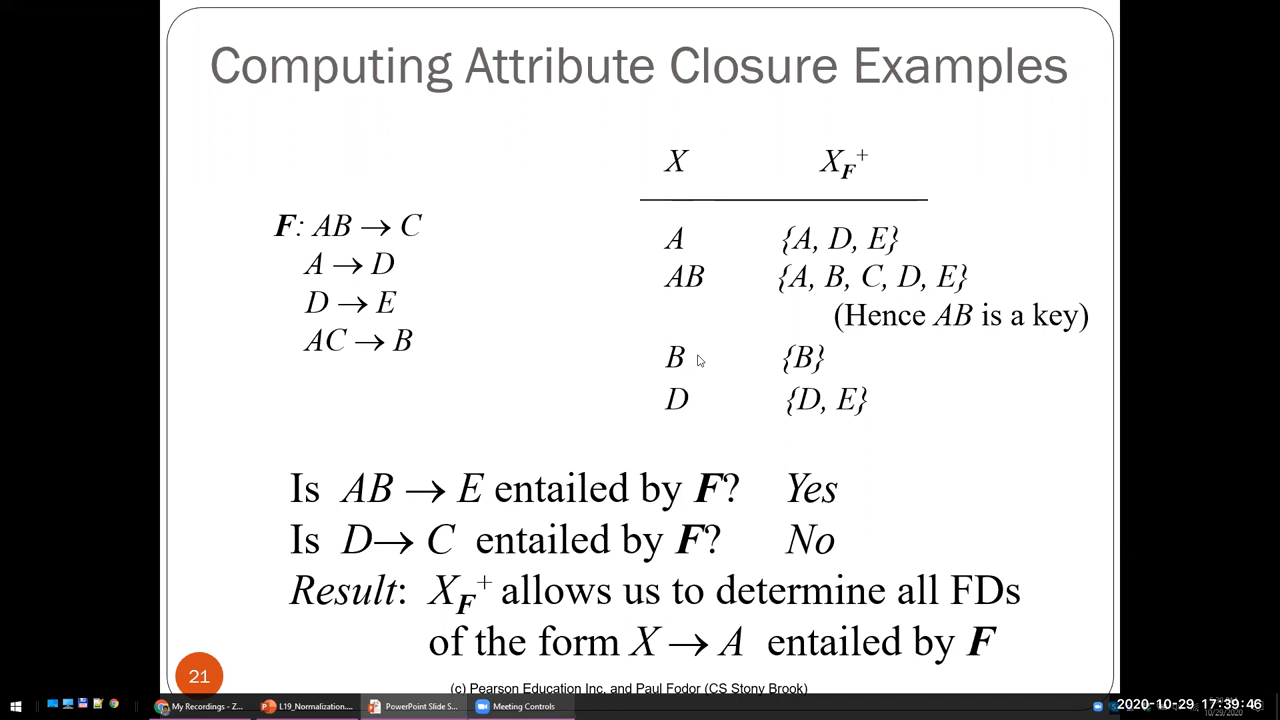 Computing Attribute Closure Examples
X X_F^+
F: AB → C
A → D
D → E
AC → B
A {A, D, E}
AB {A, B, C, D, E}
(Hence AB is a key)
B {B}
D {D, E}
Is AB → E entailed by F? Yes
Is D→ C entailed by F? No
Result: X_F^+ allows us to determine all FDs
of the form X → A entailed by F
21
(c) Pearson Education Inc. and Paul Fodor (CS Stony Brook)
My Recordings - Z... L19_Normalization... PowerPoint Slide S... Meeting Controls
2020-10-29 17:39:46